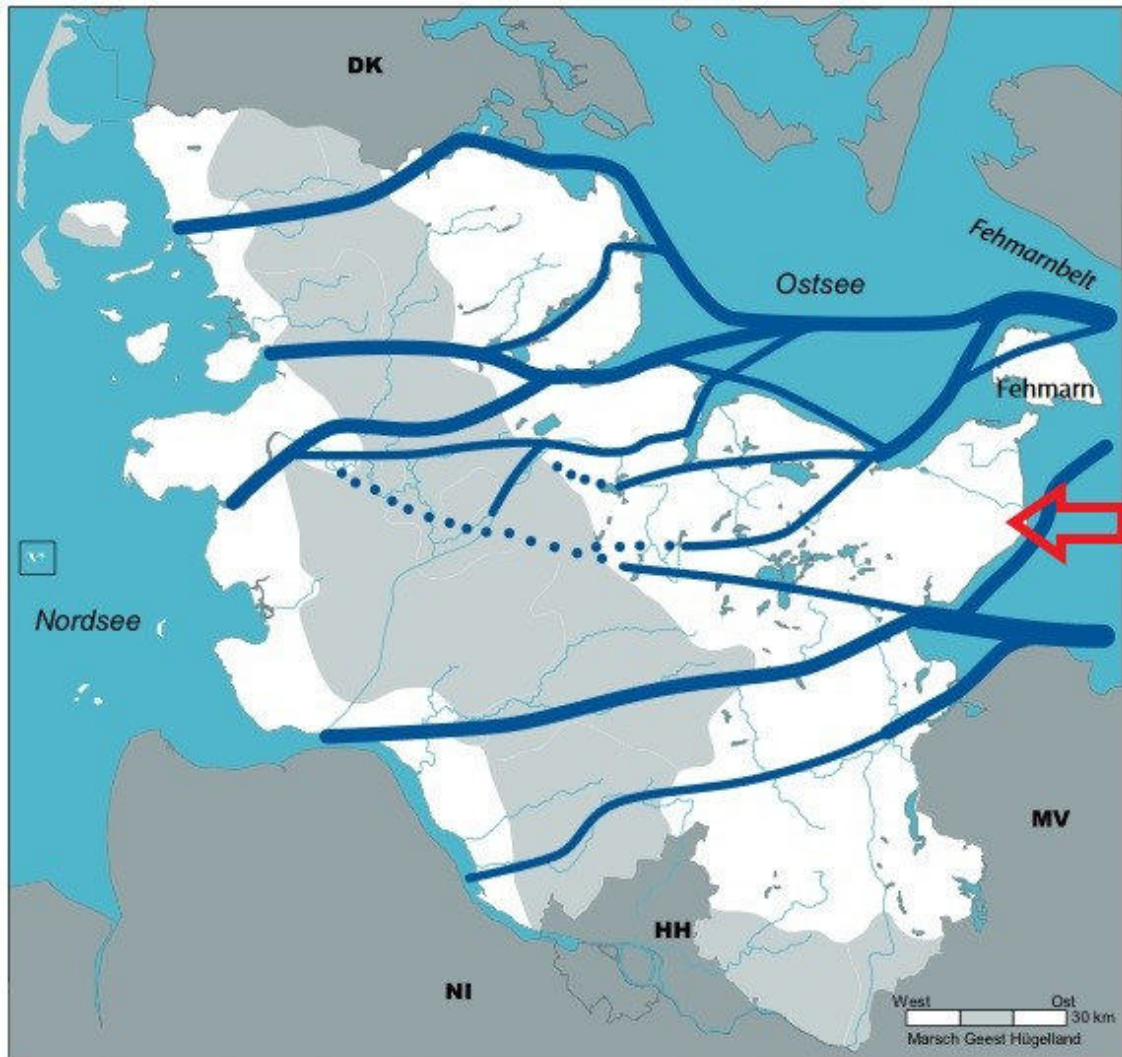 DK
Fehmarnbelt
Ostsee
Fehmarn
Nordsee
MV
HH
NI
West Ost
30 km
Marsch Geest Hügelland